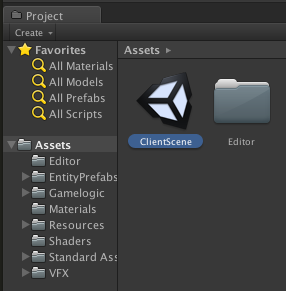 Project
Create
Favorites
All Materials
All Models
All Prefabs
All Scripts
Assets
Editor
EntityPrefabs
Gamelogic
Materials
Resources
Shaders
Standard Ass
VFX
Assets
ClientScene
Editor